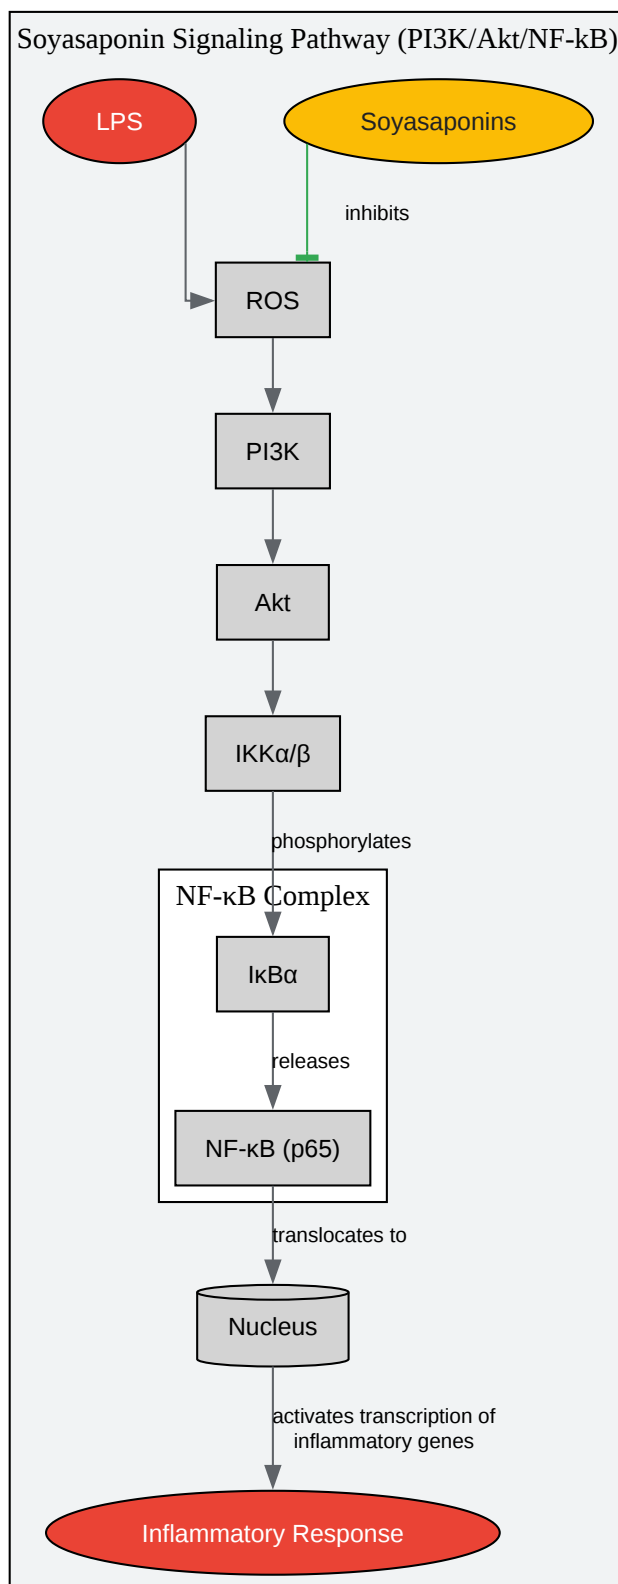 Soyasaponin Signaling Pathway (PI3K/Akt/NF-kB)
LPS
Soyasaponins
inhibits
ROS
PI3K
Akt
IKKα/β
phosphorylates
NF-κB Complex
IκBα
releases
NF-κB (p65)
translocates to
Nucleus
activates transcription of
inflammatory genes
Inflammatory Response